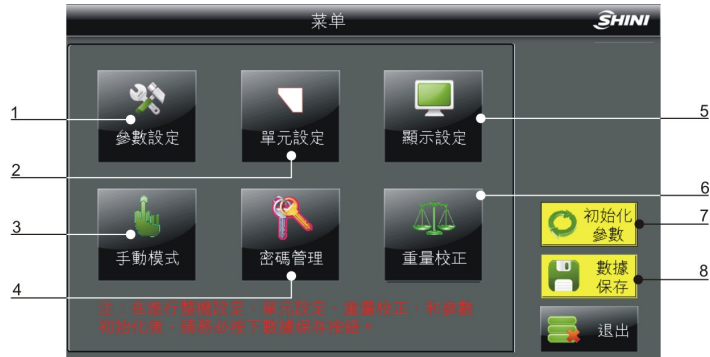 菜单
SHINI
1
參數設定
單元設定
顯示設定
5
2
3
手動模式
密碼管理
重量校正
6
4
初始化
參數
7
數據
保存
8
退出
注：在進行整機設定、單元設定、重量校正、和參數
初始化後，請務必按下數據保存按鈕。